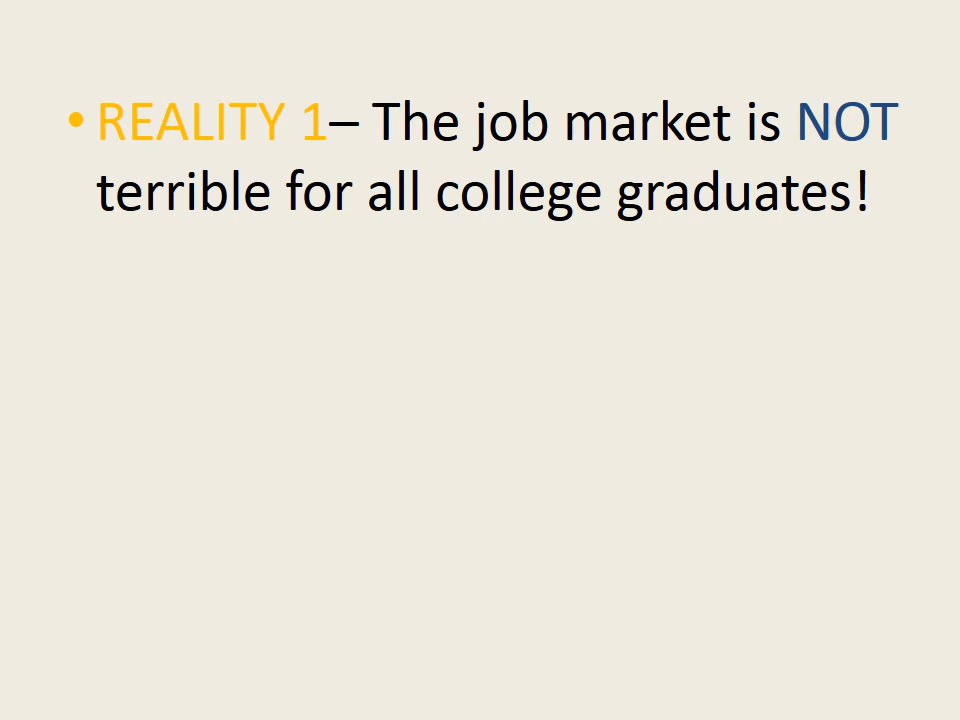 • REALITY 1– The job market is NOT
terrible for all college graduates!